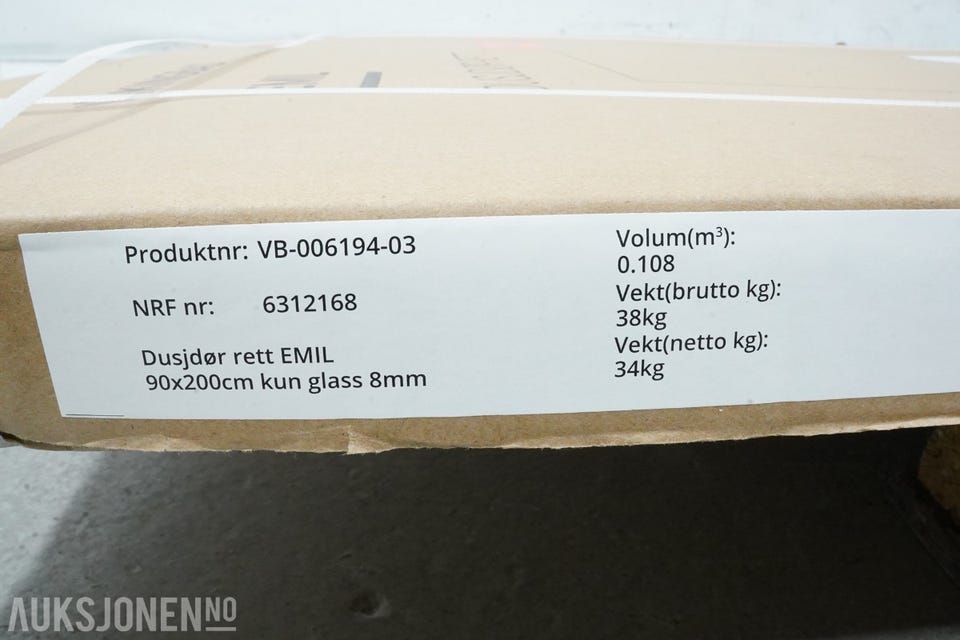 Produktnr: VB-006194-03
NRF nr: 6312168
Dusjdør rett EMIL
90x200cm kun glass 8mm
Volum(m³):
0.108
Vekt(brutto kg):
38kg
Vekt(netto kg):
34kg
AUKSJONEN.NO